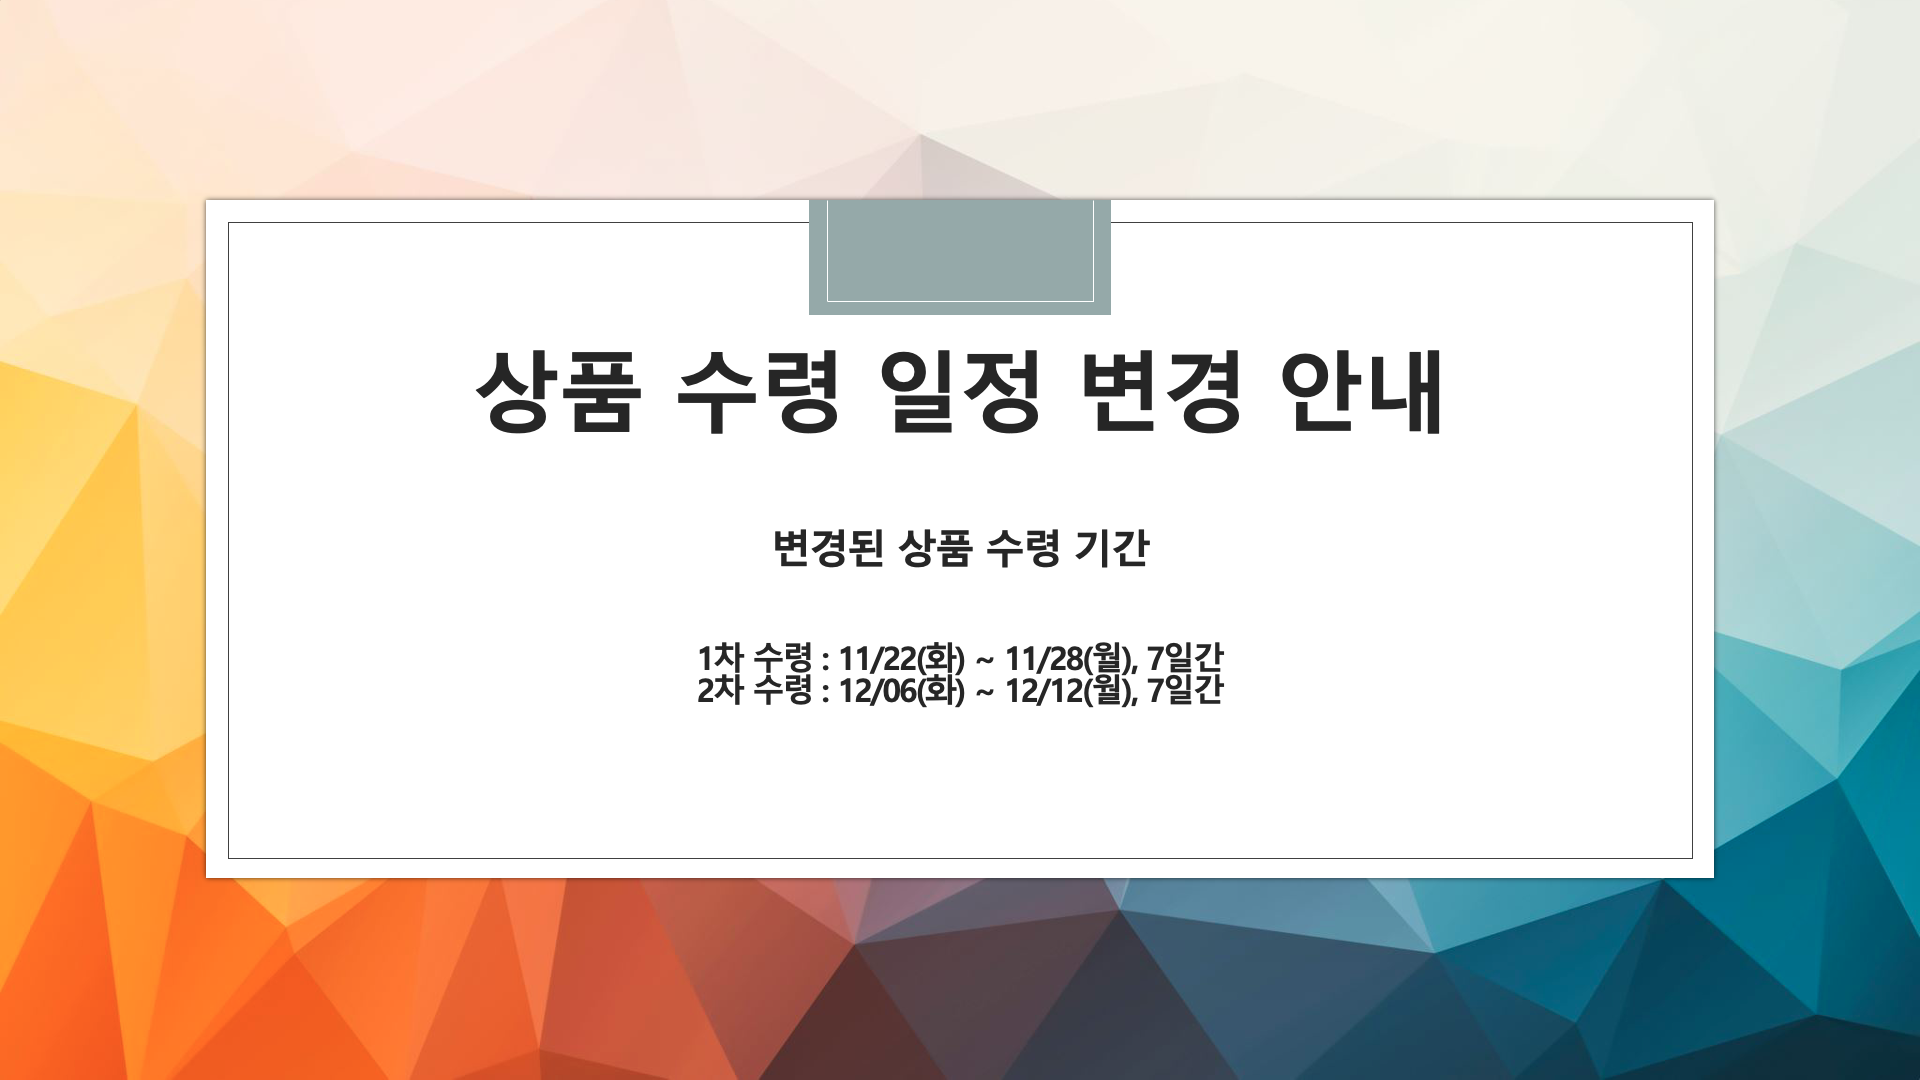 상품 수령 일정 변경 안내
변경된 상품 수령 기간
1차 수령 : 11/22(화) ~ 11/28(월), 7일간
2차 수령 : 12/06(화) ~ 12/12(월), 7일간